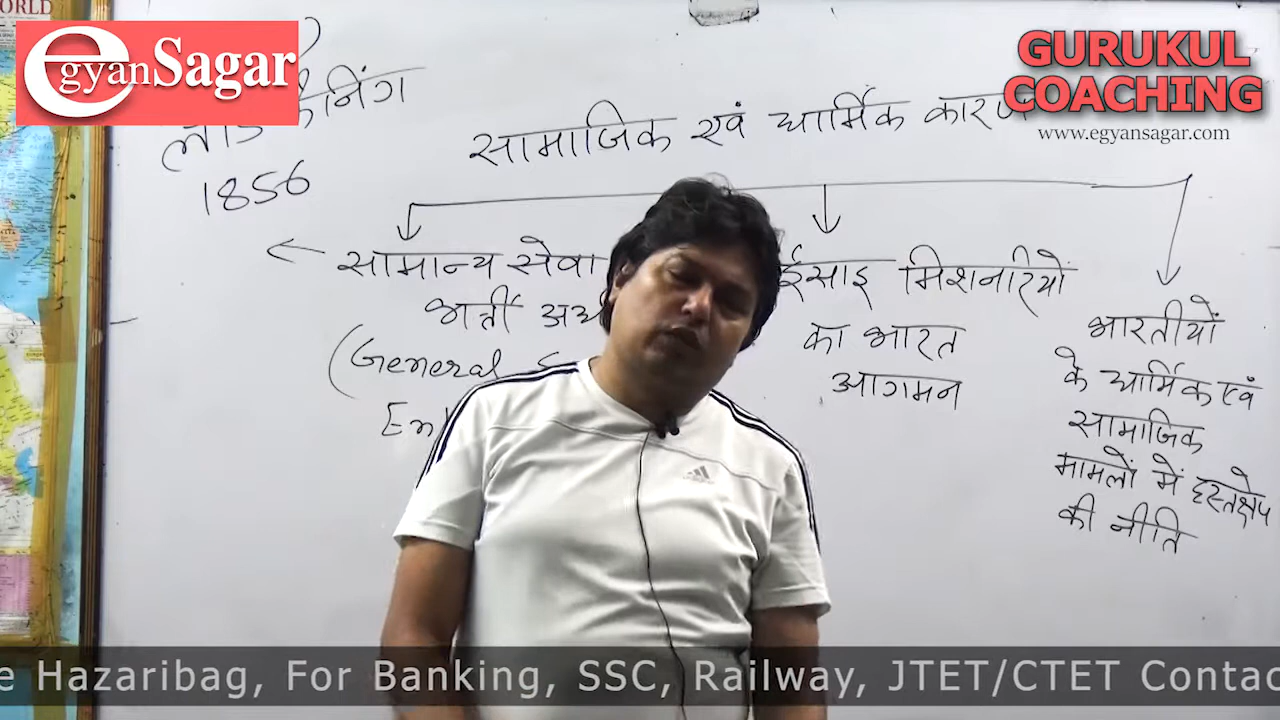 ORLD
egyanSagar
GURUKUL
COACHING
www.egyansagar.com
लार्ड कैनिंग
1856
सामाजिक एवं धार्मिक कारण
← सामान्य सेवा
भर्ती
(General
ईसाइ मिशनरियों
का भारत
आगमन
भारतीयों
के धार्मिक एवं
सामाजिक
मामलों में हस्तक्षेप
की नीति
e Hazaribag, For Banking, SSC, Railway, JTET/CTET Contac